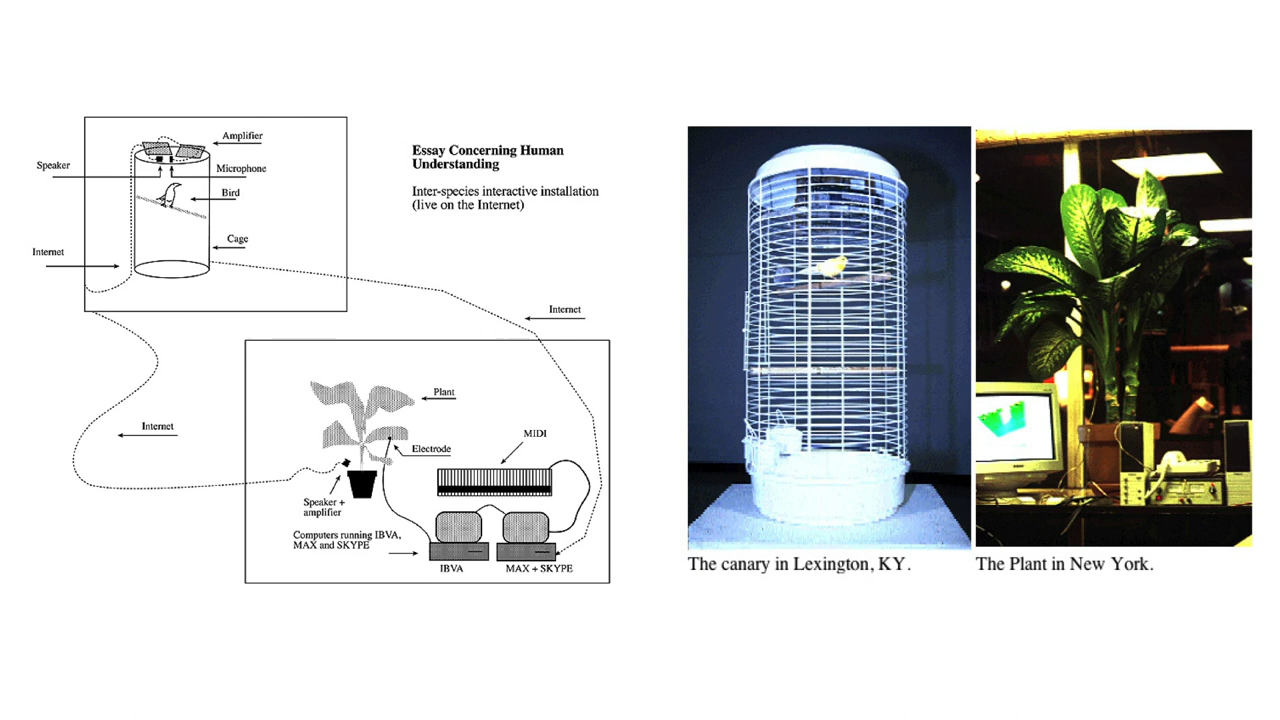 Amplifier
Speaker
Microphone
Bird
Cage
Internet
Essay Concerning Human
Understanding
Inter-species interactive installation
(live on the Internet)
Internet
Internet
Plant
Electrode
MIDI
Speaker +
amplifier
Computers running IBVA,
MAX and SKYPE
IBVA
MAX + SKYPE
The canary in Lexington, KY.
The Plant in New York.